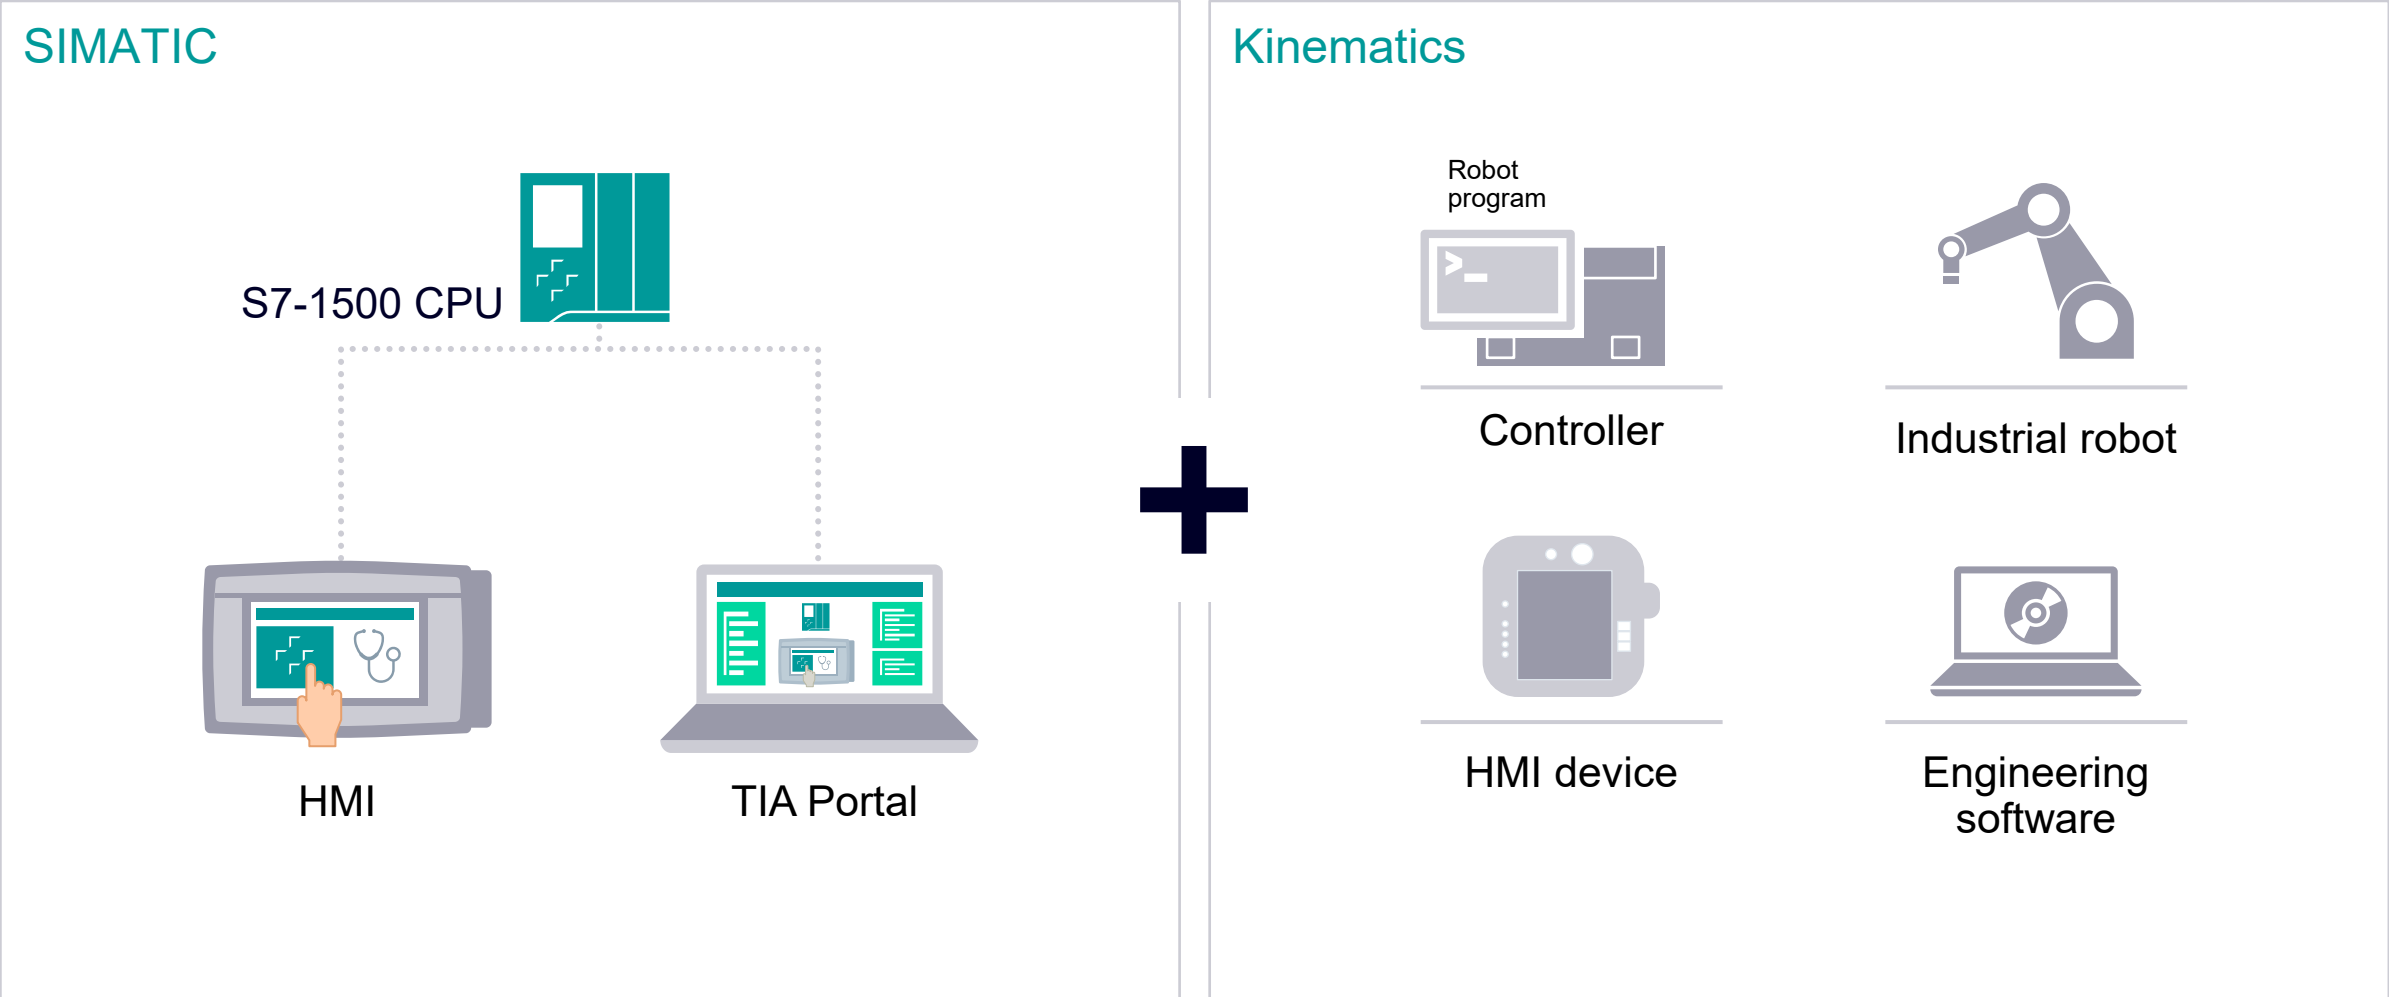 SIMATIC
S7-1500 CPU
HMI
TIA Portal
Kinematics
Robot
program
>_
Controller
Industrial robot
HMI device
Engineering
software